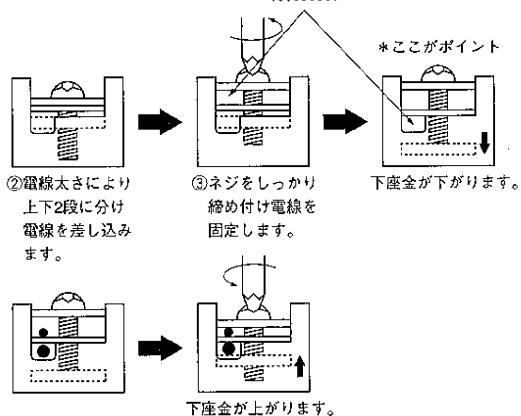 ＊ここがポイント
②電線太さにより
上下2段に分け
電線を差し込み
ます。
③ネジをしっかり
締め付け電線を
固定します。
下座金が下がります。
下座金が上がります。